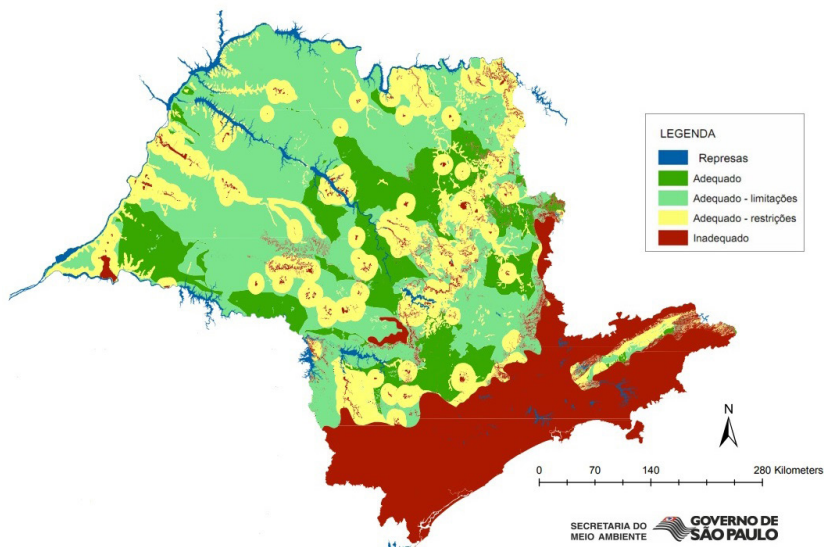 LEGENDA
Represas
Adequado
Adequado - limitações
Adequado - restrições
Inadequado
N
0 70 140 280 Kilometers
SECRETARIA DO
MEIO AMBIENTE
GOVERNO DE
SÃO PAULO